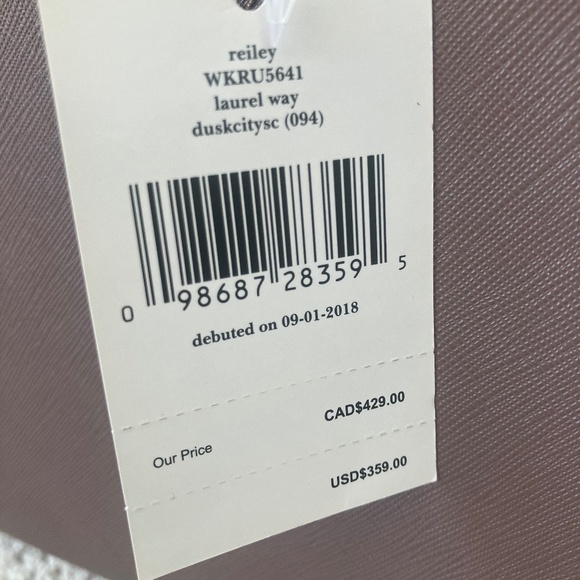 reiley
WKRU5641
laurel way
duskcitysc (094)
0 98687 28359 5
debuted on 09-01-2018
CAD$429.00
Our Price
USD$359.00